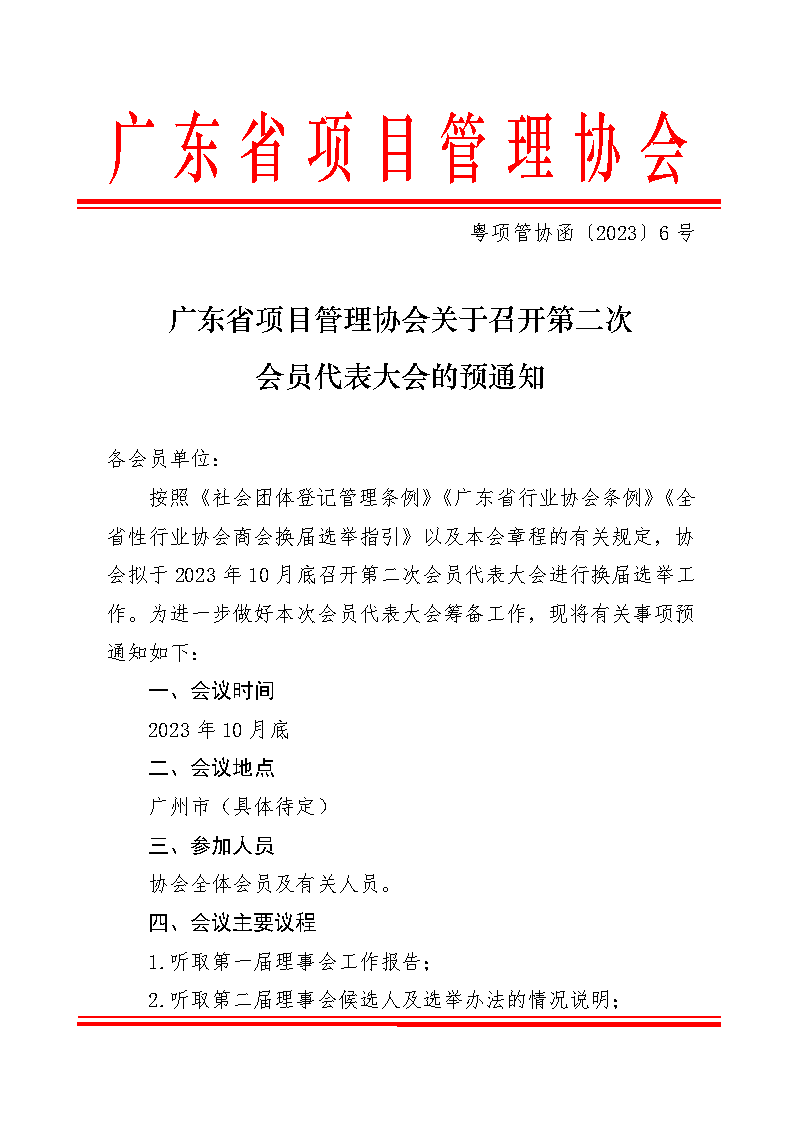 广东省项目管理协会
粤项管协函〔2023〕6号
广东省项目管理协会关于召开第二次
会员代表大会的预通知
各会员单位：
按照《社会团体登记管理条例》《广东省行业协会条例》《全
省性行业协会商会换届选举指引》以及本会章程的有关规定，协
会拟于2023年10月底召开第二次会员代表大会进行换届选举工
作。为进一步做好本次会员代表大会筹备工作，现将有关事项预
通知如下：
一、会议时间
2023年10月底
二、会议地点
广州市（具体待定）
三、参加人员
协会全体会员及有关人员。
四、会议主要议程
1.听取第一届理事会工作报告；
2.听取第二届理事会候选人及选举办法的情况说明；